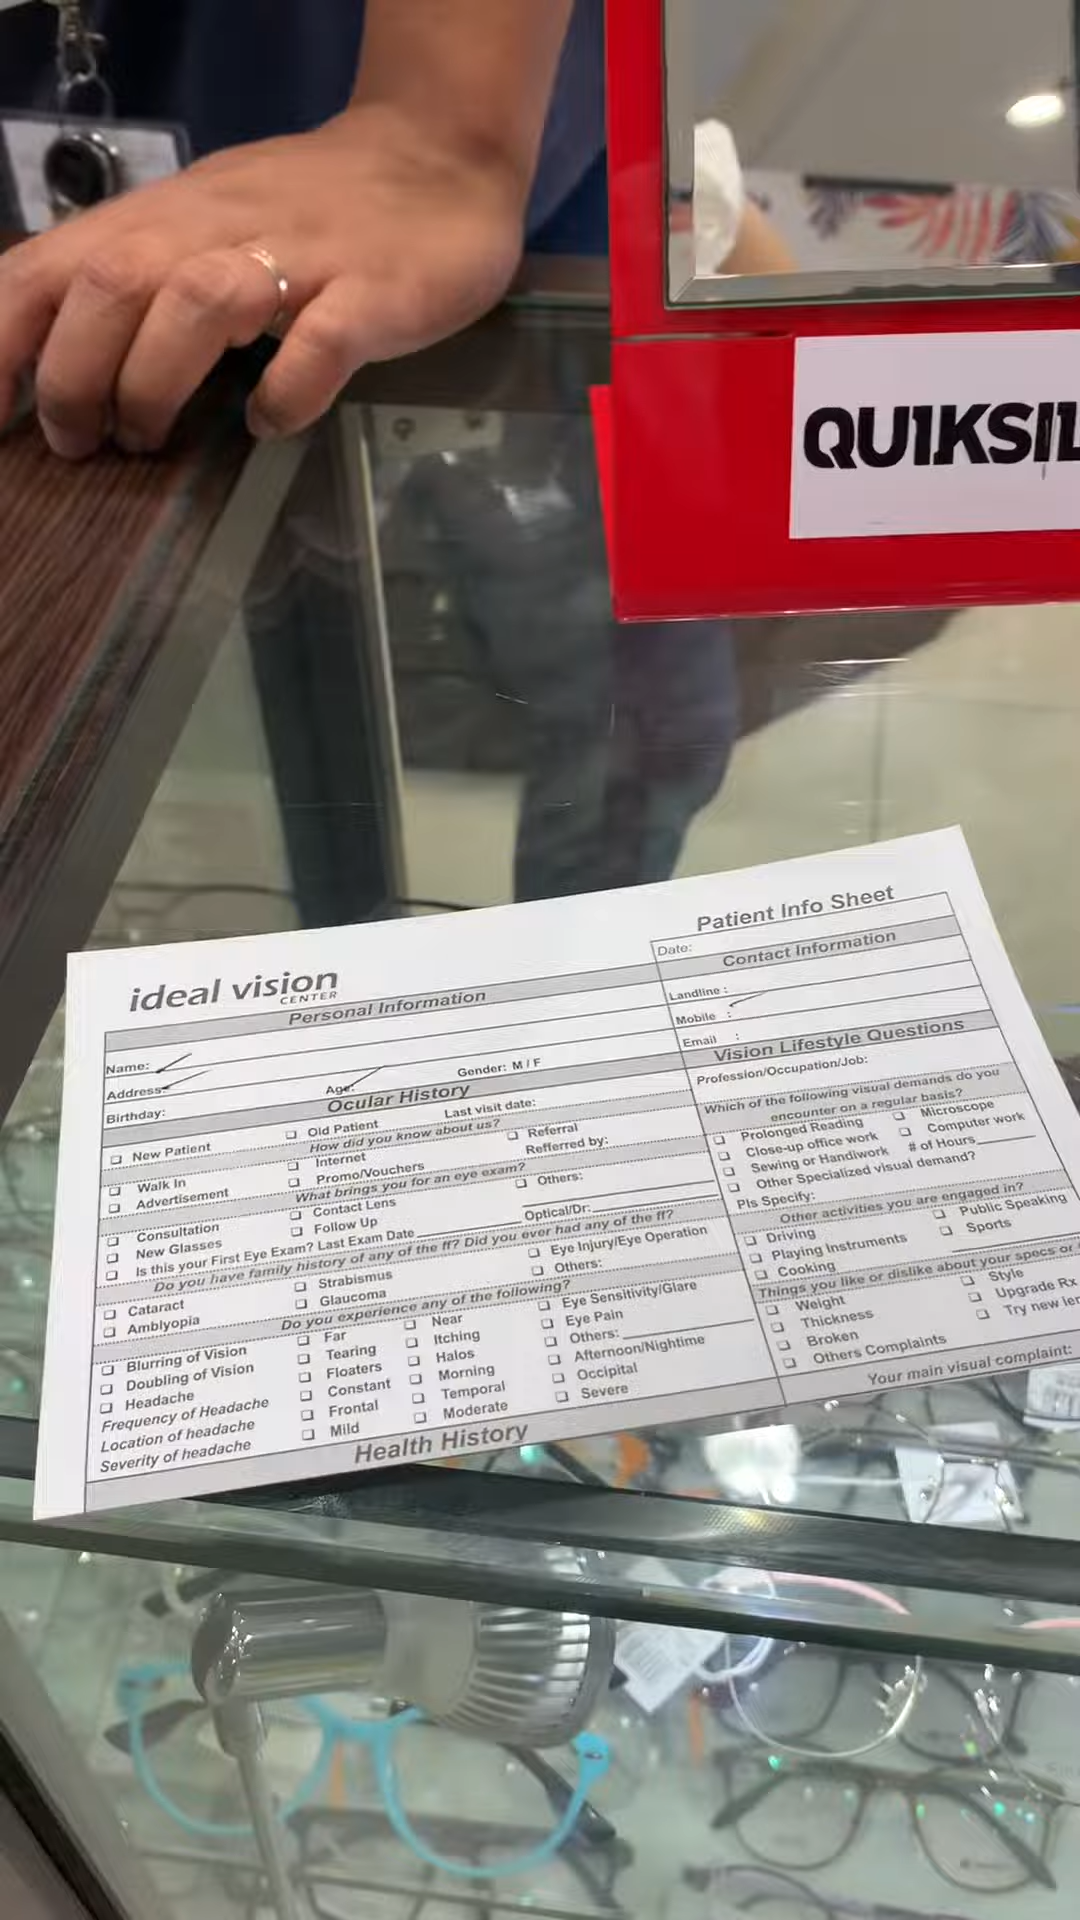 QUIKSIL
Patient Info Sheet
ideal vision
CENTER
Date:
Personal Information
Contact Information
Name:
Landline :
Address:
Mobile :
Birthday:
Age:
Gender: M / F
Email :
Ocular History
New Patient
Old Patient
Last visit date:
How did you know about us?
Walk In
Internet
Referral
Advertisement
Promo/Vouchers
Refferred by:
What brings you for an eye exam?
Consultation
Contact Lens
Others:
New Glasses
Follow Up
Is this your First Eye Exam? Last Exam Date
Optical/Dr:
Do you have family history of any of the ff? Did you ever had any of the ff?
Cataract
Strabismus
Eye Injury/Eye Operation
Amblyopia
Glaucoma
Others:
Do you experience any of the following?
Blurring of Vision
Far
Near
Eye Sensitivity/Glare
Doubling of Vision
Tearing
Itching
Eye Pain
Headache
Floaters
Halos
Others:
Frequency of Headache
Constant
Morning
Afternoon/Nightime
Location of headache
Frontal
Temporal
Occipital
Severity of headache
Mild
Moderate
Severe
Health History
Vision Lifestyle Questions
Profession/Occupation/Job:
Which of the following visual demands do you
encounter on a regular basis?
Prolonged Reading
Microscope
Close-up office work
Computer work
Sewing or Handiwork
# of Hours
Other Specialized visual demand?
Pls Specify:
Other activities you are engaged in?
Driving
Public Speaking
Playing Instruments
Sports
Cooking
Things you like or dislike about your specs or
Weight
Style
Thickness
Upgrade Rx
Broken
Try new
Others Complaints
Your main visual complaint: